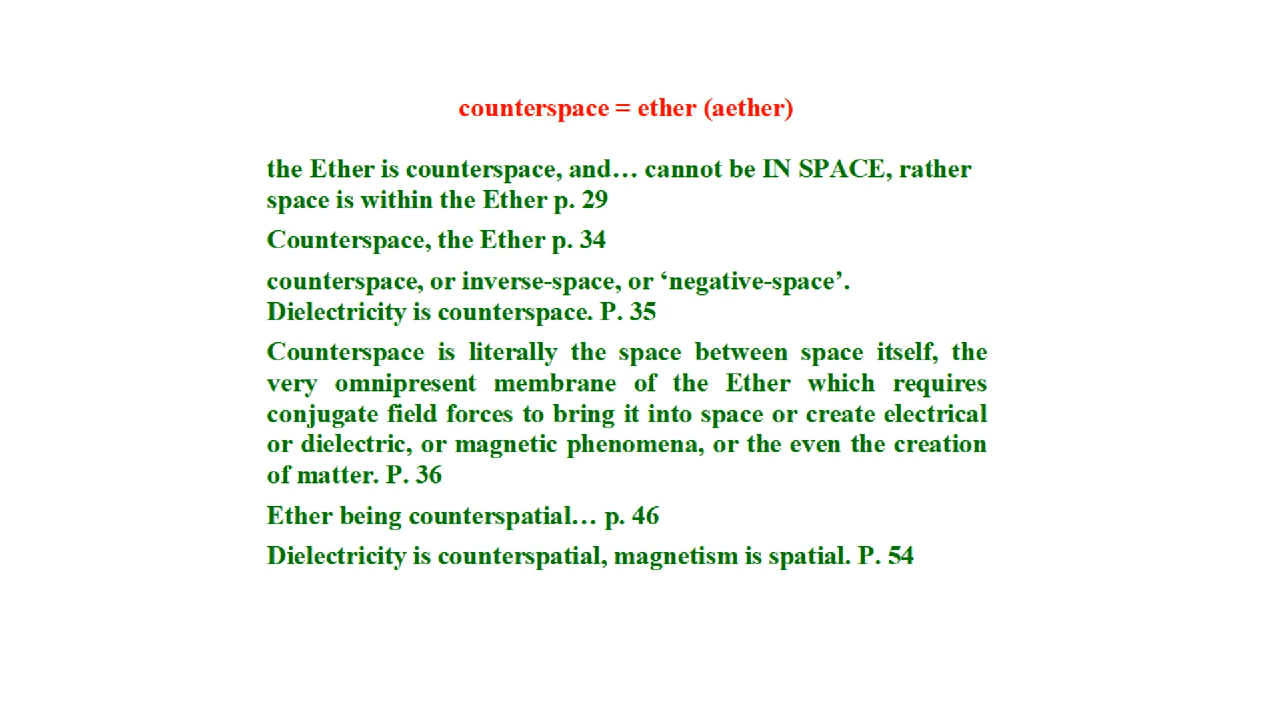 counterspace = ether (aether)
the Ether is counterspace, and… cannot be IN SPACE, rather
space is within the Ether p. 29
Counterspace, the Ether p. 34
counterspace, or inverse-space, or ‘negative-space’.
Dielectricity is counterspace. P. 35
Counterspace is literally the space between space itself, the
very omnipresent membrane of the Ether which requires
conjugate field forces to bring it into space or create electrical
or dielectric, or magnetic phenomena, or the even the creation
of matter. P. 36
Ether being counterspatial… p. 46
Dielectricity is counterspatial, magnetism is spatial. P. 54